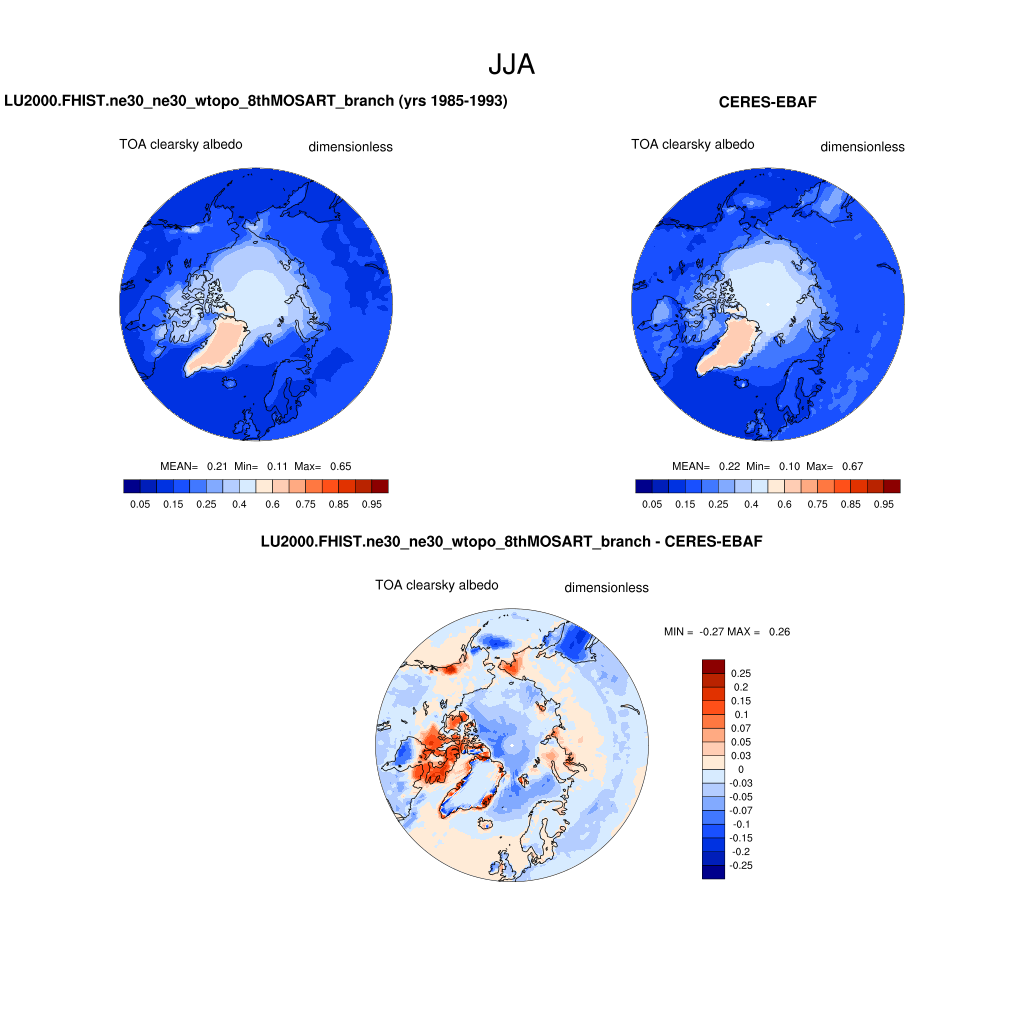 JJA
LU2000.FHIST.ne30_ne30_wtopo_8thMOSART_branch (yrs 1985-1993)
CERES-EBAF
TOA clearsky albedo
dimensionless
TOA clearsky albedo
dimensionless
MEAN= 0.21 Min= 0.11 Max= 0.65
MEAN= 0.22 Min= 0.10 Max= 0.67
0.05 0.15 0.25 0.4 0.6 0.75 0.85 0.95
0.05 0.15 0.25 0.4 0.6 0.75 0.85 0.95
LU2000.FHIST.ne30_ne30_wtopo_8thMOSART_branch - CERES-EBAF
TOA clearsky albedo
dimensionless
MIN = -0.27 MAX = 0.26
0.25
0.2
0.15
0.1
0.07
0.05
0.03
0
-0.03
-0.05
-0.07
-0.1
-0.15
-0.2
-0.25